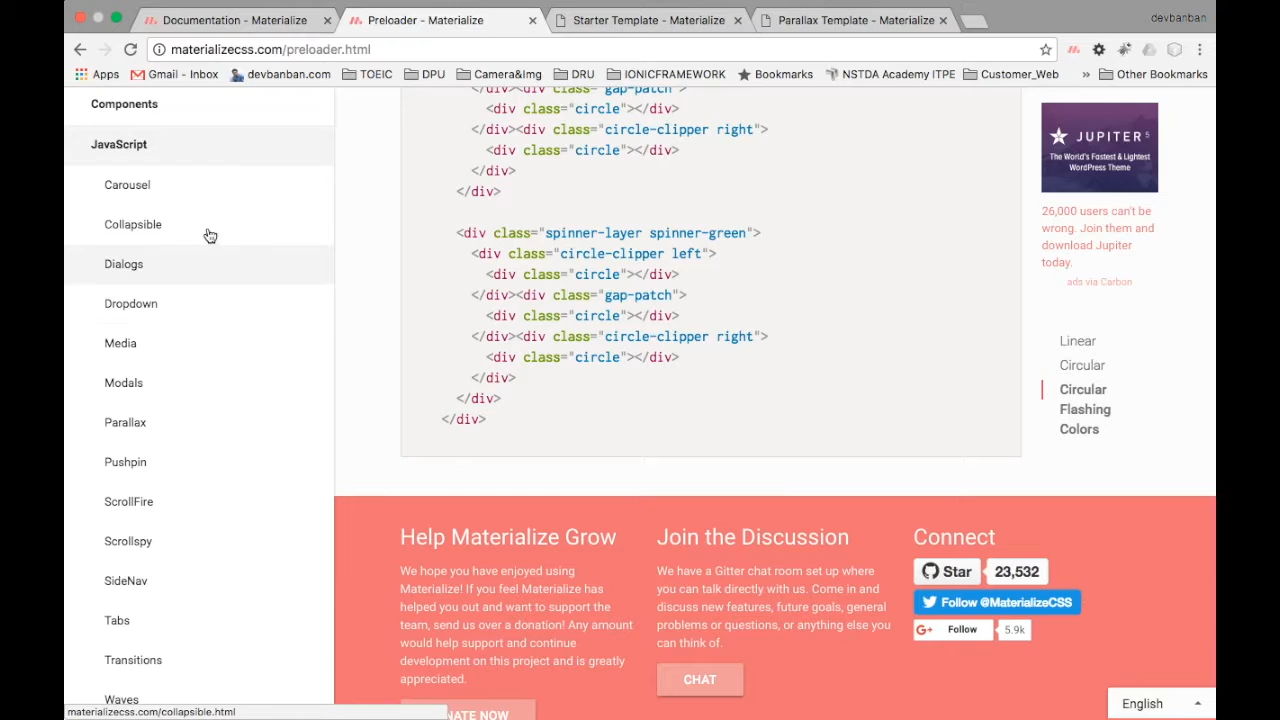 Documentation - Materialize
Preloader - Materialize
Starter Template - Materialize
Parallax Template - Materialize
devbanban
materializecss.com/preloader.html
Apps
Gmail - Inbox
devbanban.com
TOEIC
DPU
Camera&Img
DRU
IONICFRAMEWORK
Bookmarks
NSTDA Academy ITPE
Customer_Web
»
Other Bookmarks
Components
JavaScript
Carousel
Collapsible
Dialogs
Dropdown
Media
Modals
Parallax
Pushpin
ScrollFire
Scrollspy
SideNav
Tabs
Transitions
Waves
materializecss.com/collapsible.html
</div><div class="gap-patch">
<div class="circle"></div>
</div><div class="circle-clipper right">
<div class="circle"></div>
</div>
</div>
<div class="spinner-layer spinner-green">
<div class="circle-clipper left">
<div class="circle"></div>
</div><div class="gap-patch">
<div class="circle"></div>
</div><div class="circle-clipper right">
<div class="circle"></div>
</div>
</div>
</div>
JUPITER 5
The World's Fastest & Lightest
WordPress Theme
26,000 users can't be
wrong. Join them and
download Jupiter
today.
ads via Carbon
Linear
Circular
Circular
Flashing
Colors
Help Materialize Grow
We hope you have enjoyed using
Materialize! If you feel Materialize has
helped you out and want to support the
team, send us over a donation! Any amount
would help support and continue
development on this project and is greatly
appreciated.
NATE NOW
Join the Discussion
We have a Gitter chat room set up where
you can talk directly with us. Come in and
discuss new features, future goals, general
problems or questions, or anything else you
can think of.
CHAT
Connect
Star
23,532
Follow @MaterializeCSS
G+ Follow
5.9k
English